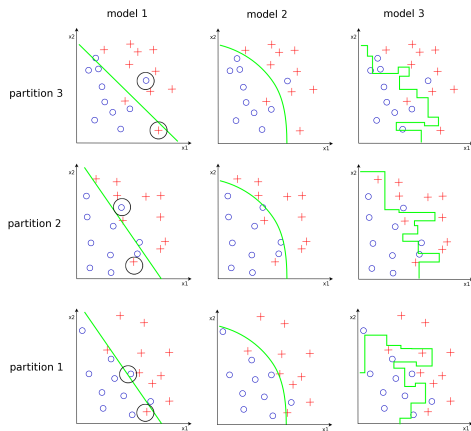 model 1 model 2 model 3
x2 x2 x2
partition 3
x1 x1 x1
x2 x2 x2
partition 2
x1 x1 x1
x2 x2 x2
partition 1
x1 x1 x1